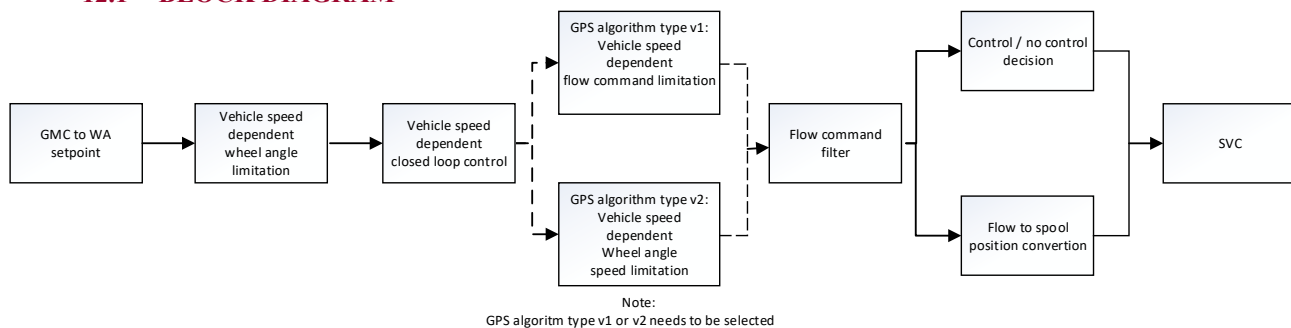 12.1 BLOCK DIAGRAM
GMC to WA
setpoint
Vehicle speed
dependent
wheel angle
limitation
Vehicle speed
dependent
closed loop control
GPS algorithm type v1:
Vehicle speed
dependent
flow command limitation
GPS algorithm type v2:
Vehicle speed
dependent
Wheel angle
speed limitation
Note:
GPS algoritm type v1 or v2 needs to be selected
Flow command
filter
Control / no control
decision
Flow to spool
position convertion
SVC